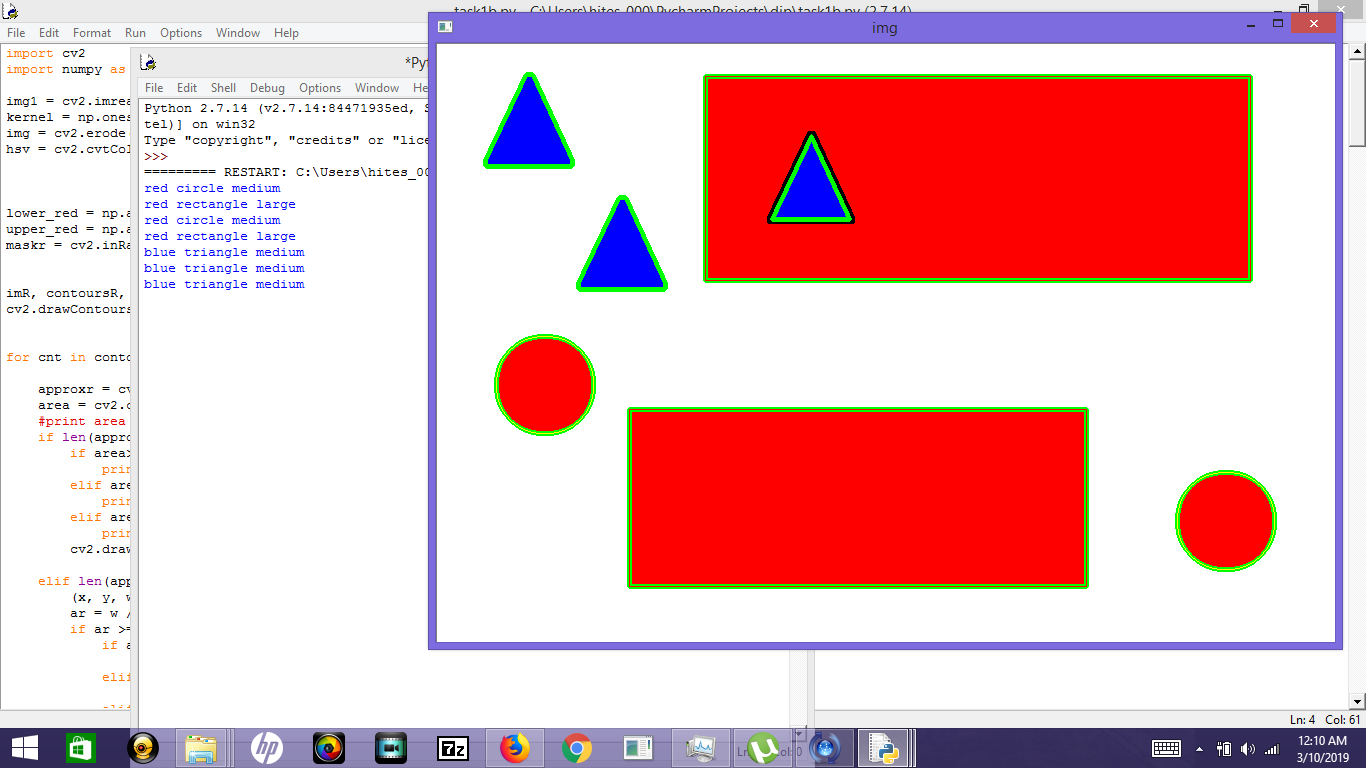 task1b.py - C:\Users\hites_000\PycharmProjects\dip\task1b.py (2.7.14)
File Edit Format Run Options Window Help
import cv2
import numpy as
img1 = cv2.imrea
kernel = np.ones
img = cv2.erode
hsv = cv2.cvtCol
lower_red = np.a
upper_red = np.a
maskr = cv2.inRa
imR, contoursR,
cv2.drawContours
for cnt in conto
approxr = cv
area = cv2.c
#print area
if len(appro
if area>
prin
elif are
prin
elif are
prin
cv2.draw
elif len(app
(x, y, w
ar = w /
if ar >=
if a
elif
elif
*Pyt
File Edit Shell Debug Options Window He
Python 2.7.14 (v2.7.14:84471935ed, S
tel)] on win32
Type "copyright", "credits" or "lice
>>>
========= RESTART: C:\Users\hites_00
red circle medium
red rectangle large
red circle medium
red rectangle large
blue triangle medium
blue triangle medium
blue triangle medium
img
Ln: 4 Col: 61
hp
7z
12:10 AM
3/10/2019